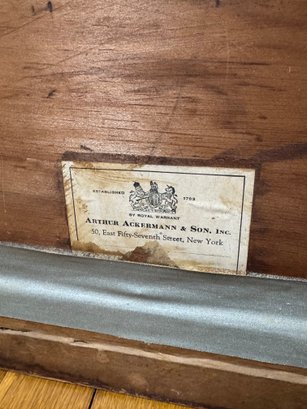 ESTABLISHED 1783
BY ROYAL WARRANT
ARTHUR ACKERMANN & SON, INC.
50, East Fifty-Seventh Street, New York